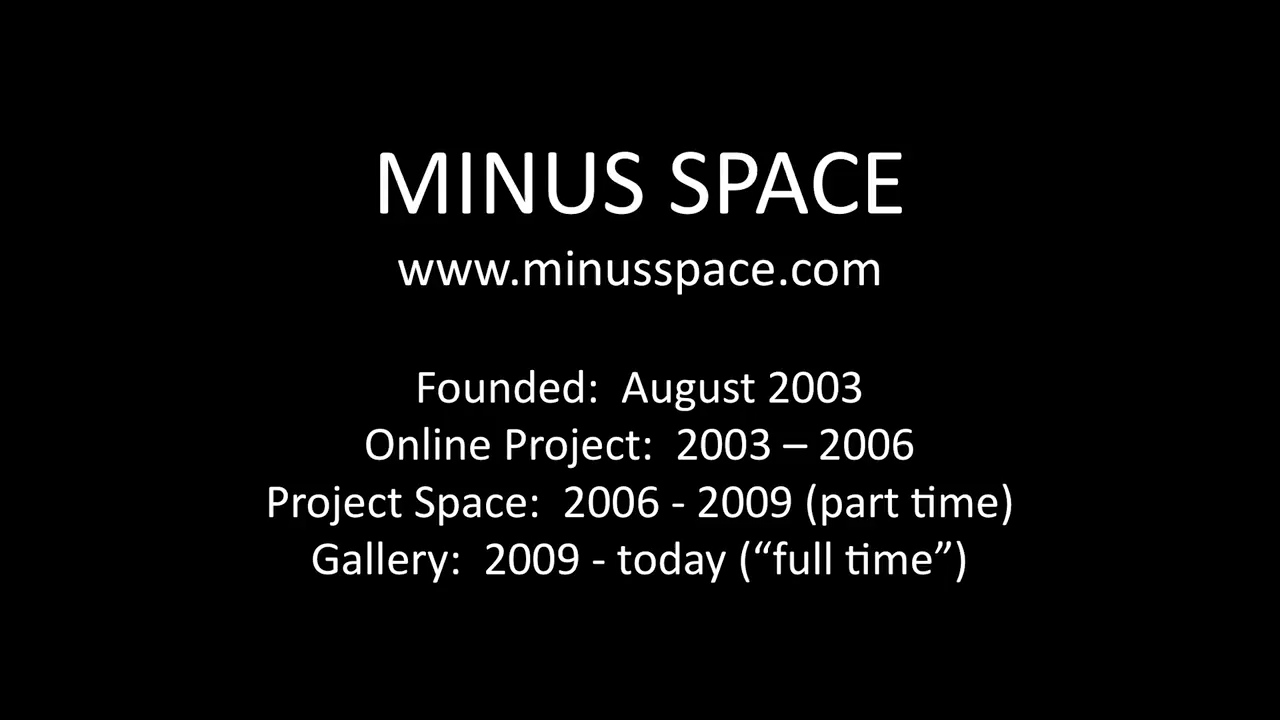 MINUS SPACE
www.minusspace.com
Founded:  August 2003
Online Project:  2003 – 2006
Project Space:  2006 - 2009 (part time)
Gallery:  2009 - today (“full time”)